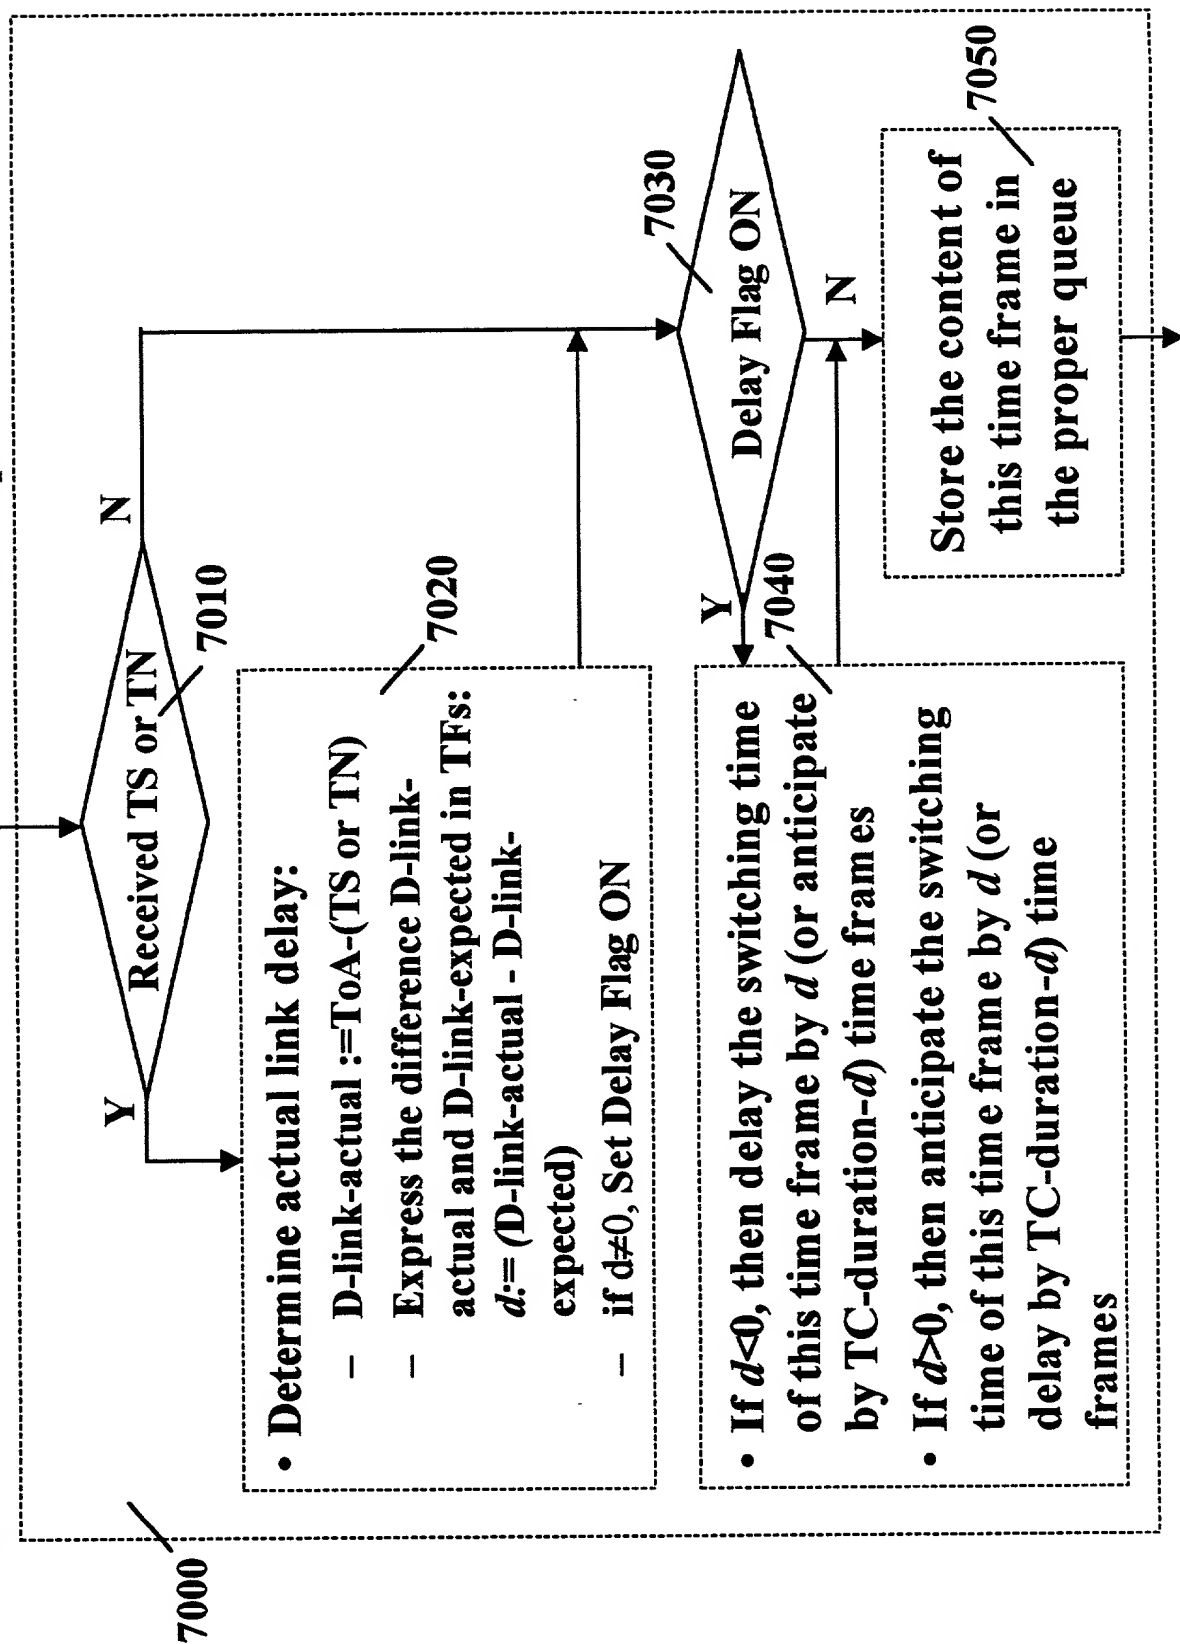 7000
Y
Received TS or TN
7010
N
• Determine actual link delay:
– D-link-actual :=ToA-(TS or TN)
– Express the difference D-link-
actual and D-link-expected in TFs:
d:= (D-link-actual - D-link-
expected)
– if d≠0, Set Delay Flag ON
7020
Y
Delay Flag ON
7030
N
• If d<0, then delay the switching time
of this time frame by d (or anticipate
by TC-duration-d) time frames
• If d>0, then anticipate the switching
time of this time frame by d (or
delay by TC-duration-d) time
frames
7040
Store the content of
this time frame in
the proper queue
7050